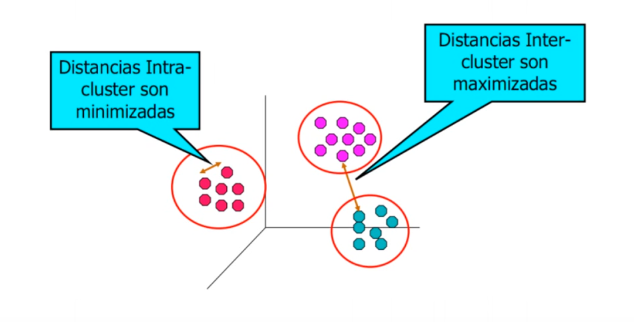 Distancias Intra-
cluster son
minimizadas
Distancias Inter-
cluster son
maximizadas